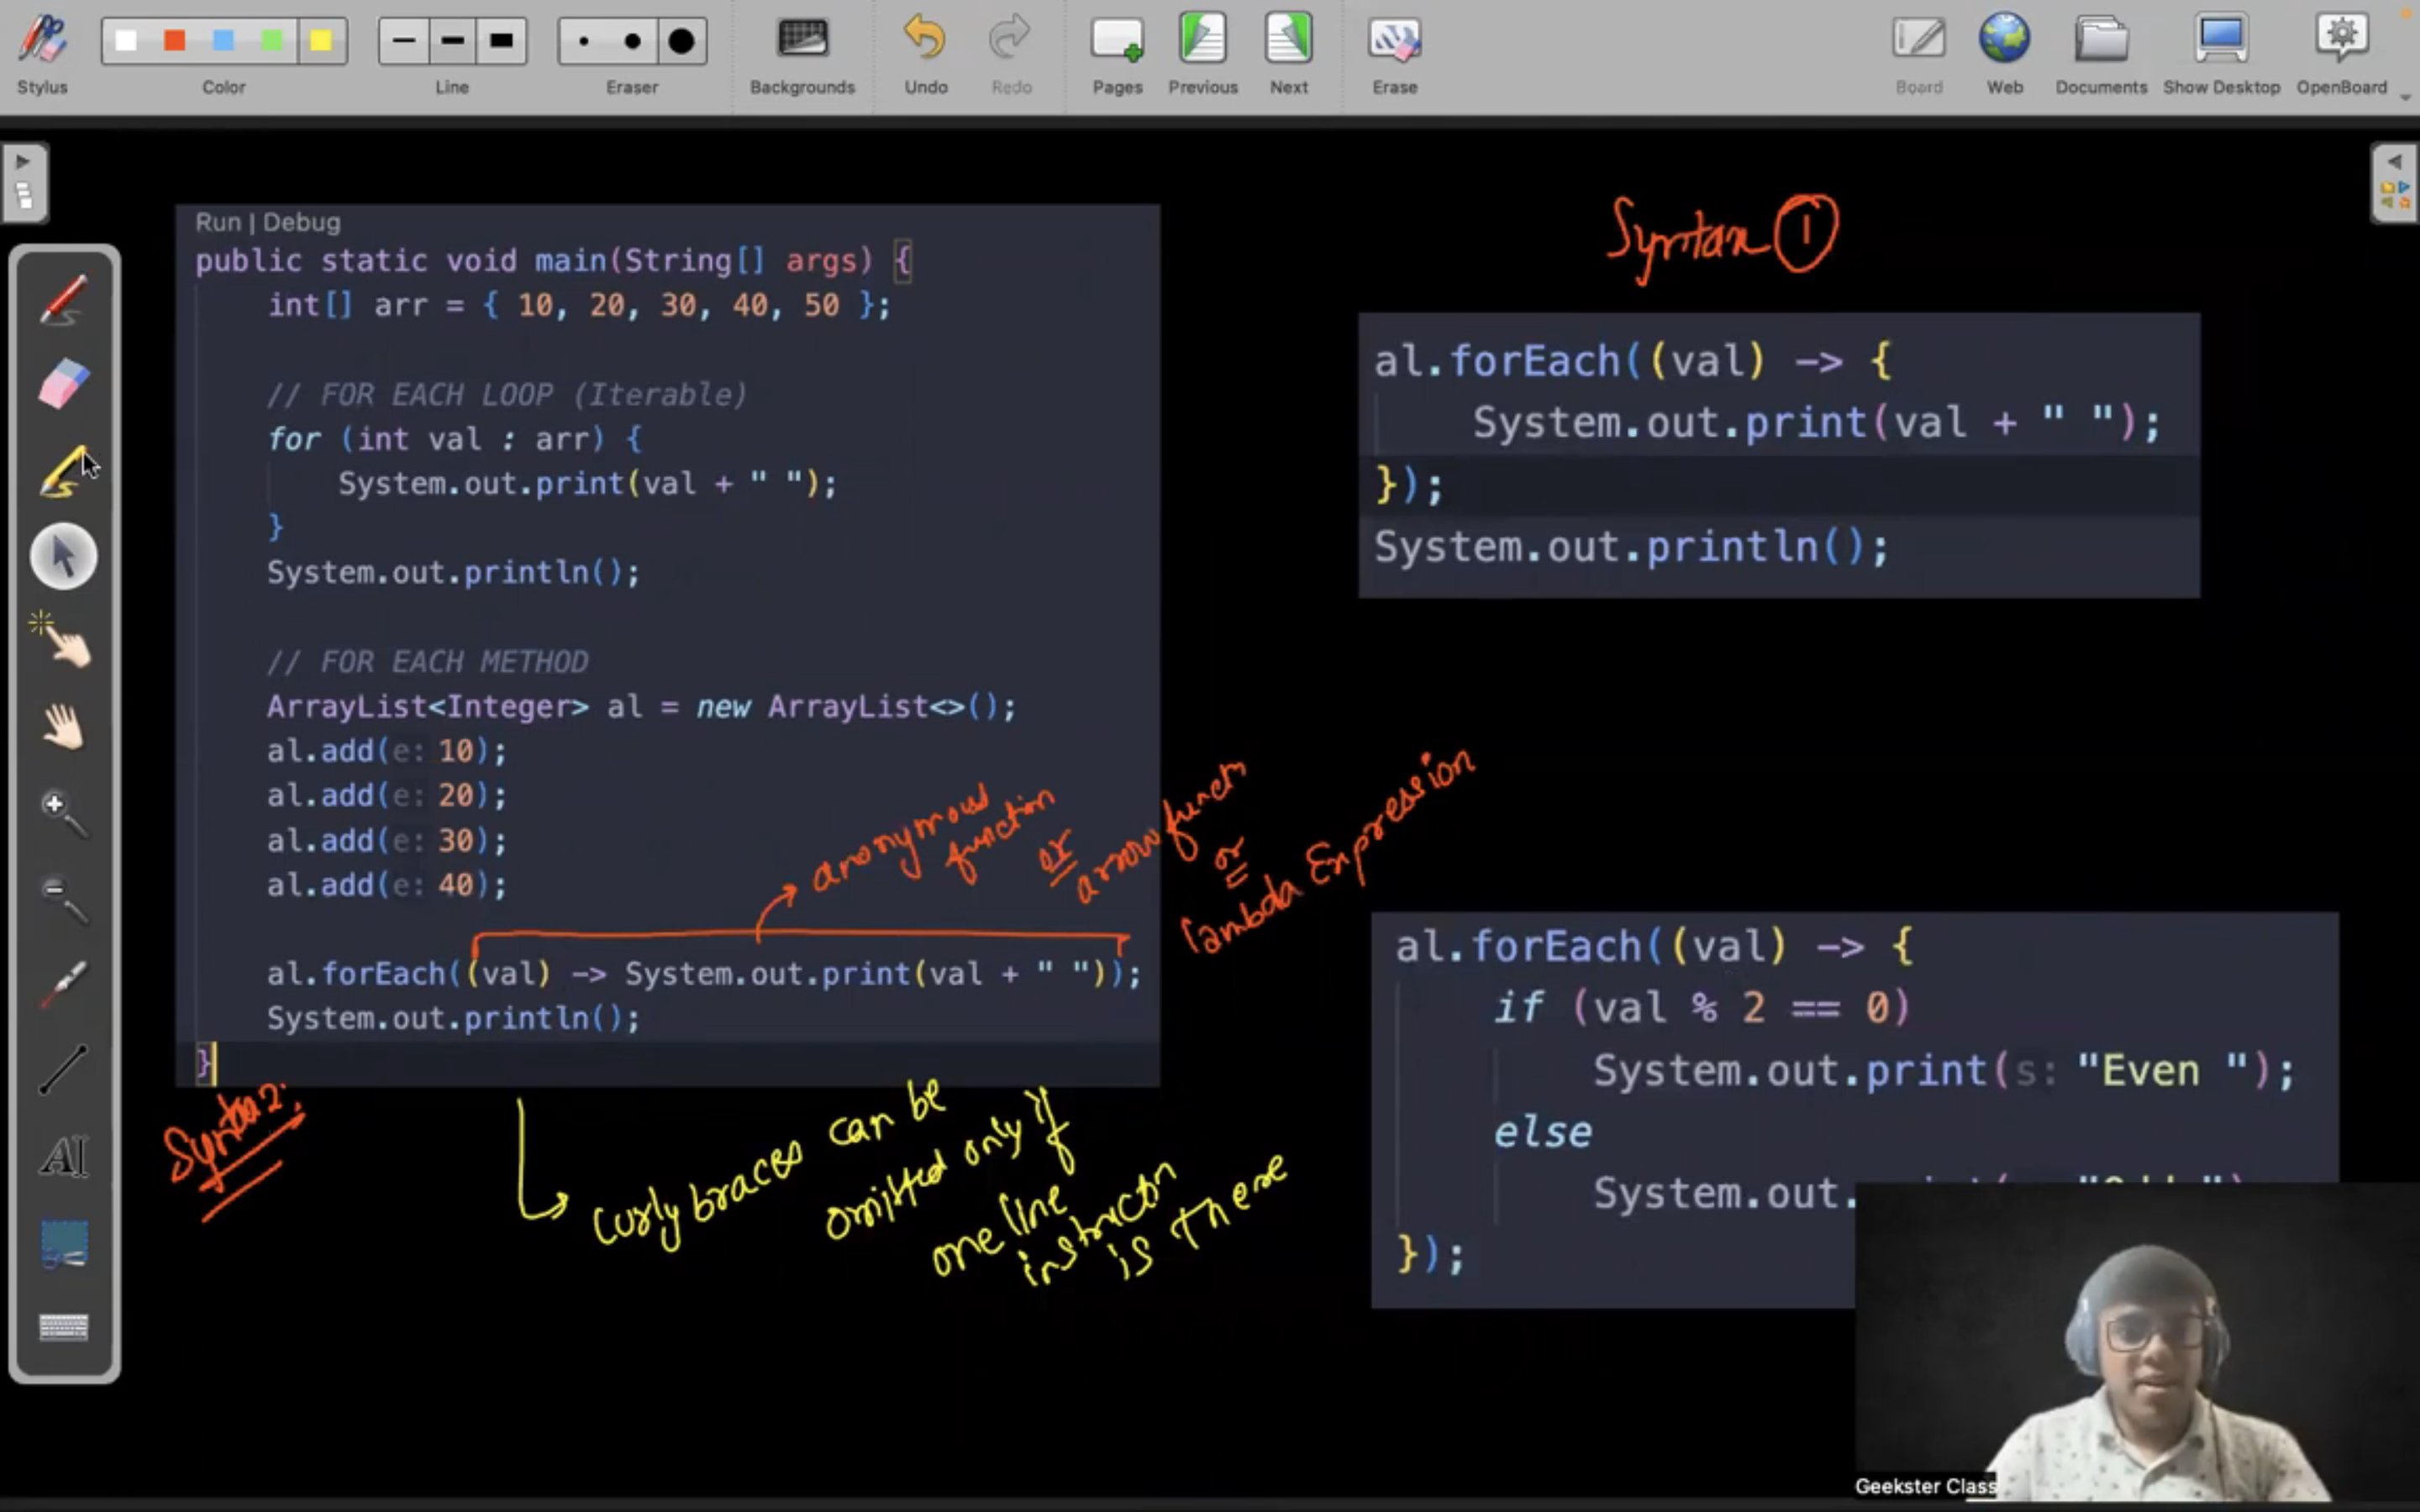 Stylus
Color
Line
Eraser
Backgrounds
Undo
Redo
Pages
Previous
Next
Erase
Board
Web
Documents
Show Desktop
OpenBoard
Run | Debug
public static void main(String[] args) {
int[] arr = { 10, 20, 30, 40, 50 };
// FOR EACH LOOP (Iterable)
for (int val : arr) {
System.out.print(val + " ");
}
System.out.println();
// FOR EACH METHOD
ArrayList<Integer> al = new ArrayList<>();
al.add(e: 10);
al.add(e: 20);
al.add(e: 30);
al.add(e: 40);
al.forEach((val) -> System.out.print(val + " "));
System.out.println();
}
anonymous
function
or
arrow funct
or
lambda Expression
Syntax 2:
curly braces can be
omitted only if
one line
instructn
is there
Syntax 1
al.forEach((val) -> {
System.out.print(val + " ");
});
System.out.println();
al.forEach((val) -> {
if (val % 2 == 0)
System.out.print(s: "Even ");
else
System.out.
});
AI
Geekster Class